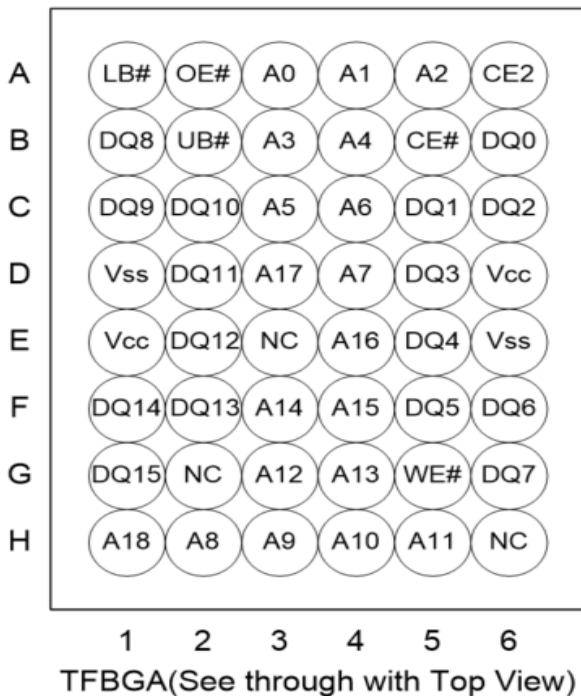 A LB# OE# A0 A1 A2 CE2
B DQ8 UB# A3 A4 CE# DQ0
C DQ9 DQ10 A5 A6 DQ1 DQ2
D Vss DQ11 A17 A7 DQ3 Vcc
E Vcc DQ12 NC A16 DQ4 Vss
F DQ14 DQ13 A14 A15 DQ5 DQ6
G DQ15 NC A12 A13 WE# DQ7
H A18 A8 A9 A10 A11 NC
1 2 3 4 5 6
TFBGA(See through with Top View)